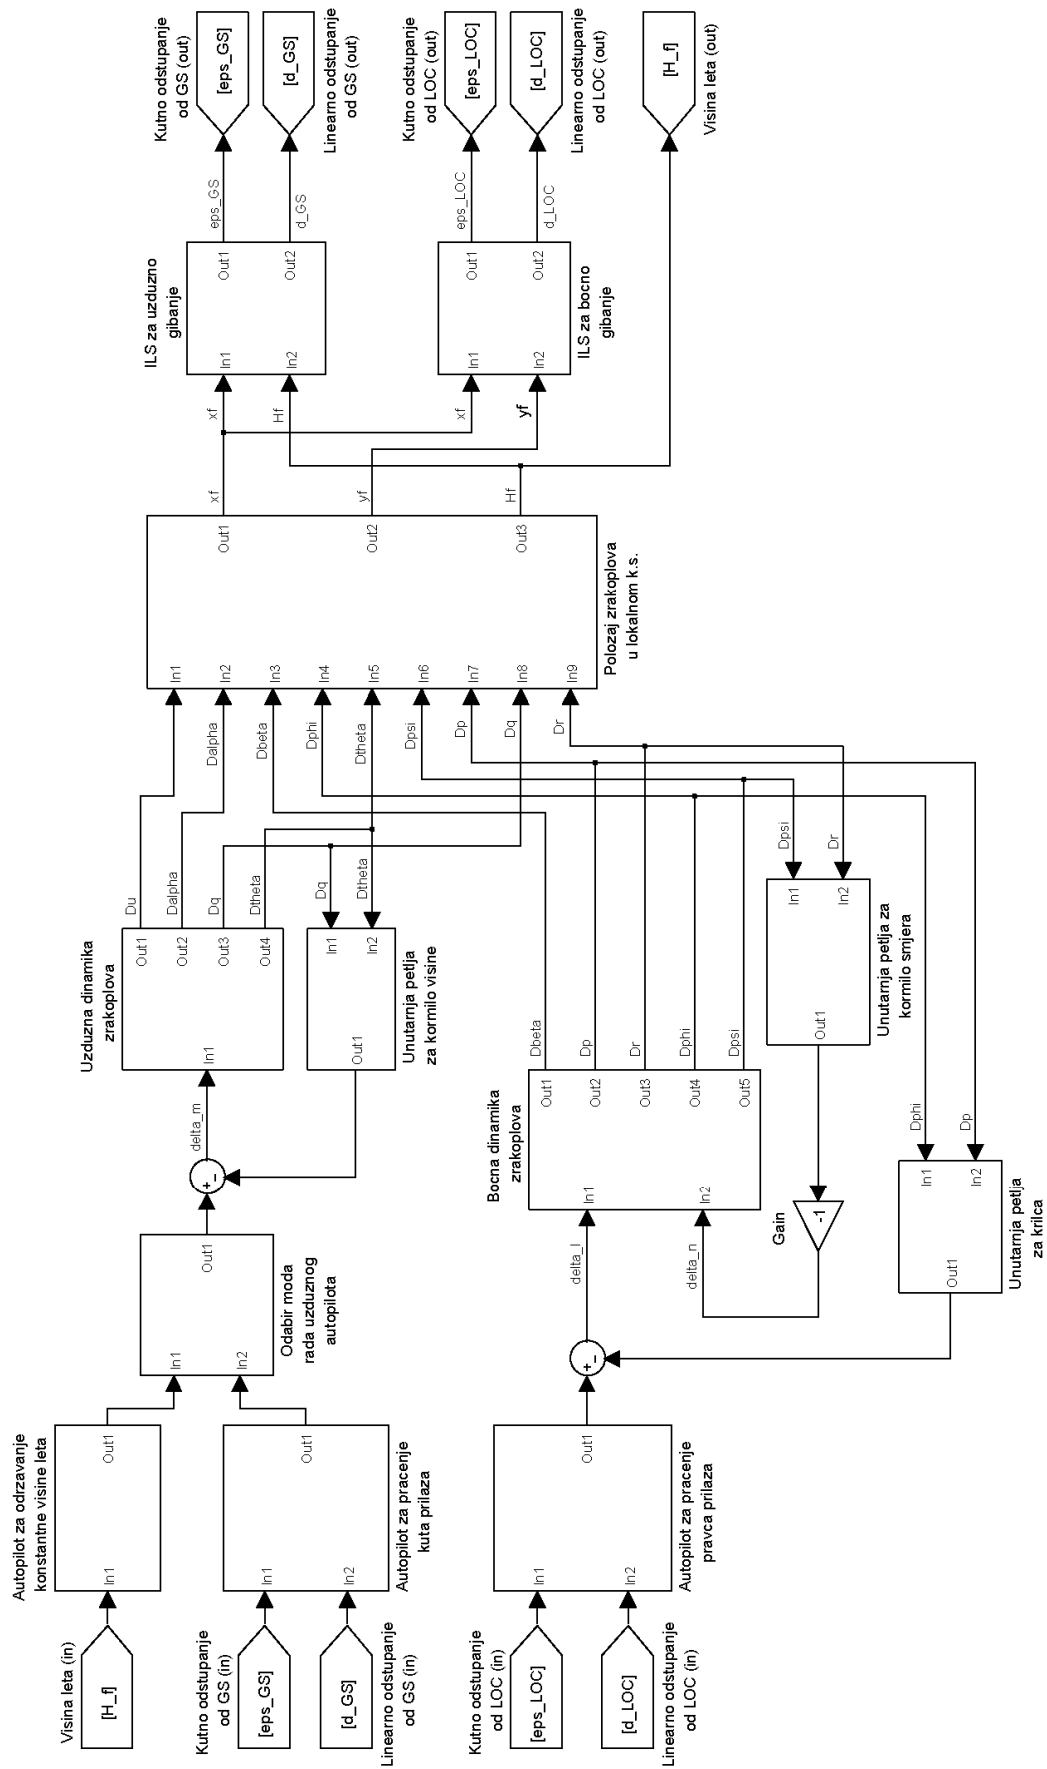 Visina leta (in)
[H_f]
Autopilot za odrzavanje
konstantne visine leta
In1
Out1
Kutno odstupanje
od GS (in)
[eps_GS]
[d_GS]
Linearno odstupanje
od GS (in)
In1
In2
Out1
Autopilot za pracenje
kuta prilaza
In1
In2
Out1
Odabir moda
rada uzduznog
autopilota
+
-
delta_m
Uzduzna dinamika
zrakoplova
In1
Out1
Out2
Out3
Out4
Du
Dalpha
Dq
Dtheta
Dq
Dtheta
In1
In2
Out1
Unutarnja petlja
za kormilo visine
Kutno odstupanje
od LOC (in)
[eps_LOC]
[d_LOC]
Linearno odstupanje
od LOC (in)
In1
In2
Out1
Autopilot za pracenje
pravca prilaza
+
-
delta_l
delta_n
Bocna dinamika
zrakoplova
In1
In2
Out1
Out2
Out3
Out4
Out5
Dbeta
Dp
Dr
Dphi
Dpsi
Gain
-1
Dpsi
Dr
In1
In2
Out1
Unutarnja petlja za
kormilo smjera
Dphi
Dp
In1
In2
Out1
Unutarnja petlja
za krilca
Dalpha
Dbeta
Dphi
Dtheta
Dpsi
Dp
Dq
Dr
In1
In2
In3
In4
In5
In6
In7
In8
In9
Out1
Out2
Out3
Polozaj zrakoplova
u lokalnom k.s.
xf
yf
Hf
xf
Hf
ILS za uzduzno
gibanje
In1
In2
Out1
Out2
eps_GS
d_GS
Kutno odstupanje
od GS (out)
[eps_GS]
[d_GS]
Linearno odstupanje
od GS (out)
xf
yf
In1
In2
Out1
Out2
ILS za bocno
gibanje
eps_LOC
d_LOC
Kutno odstupanje
od LOC (out)
[eps_LOC]
[d_LOC]
Linearno odstupanje
od LOC (out)
[H_f]
Visina leta (out)